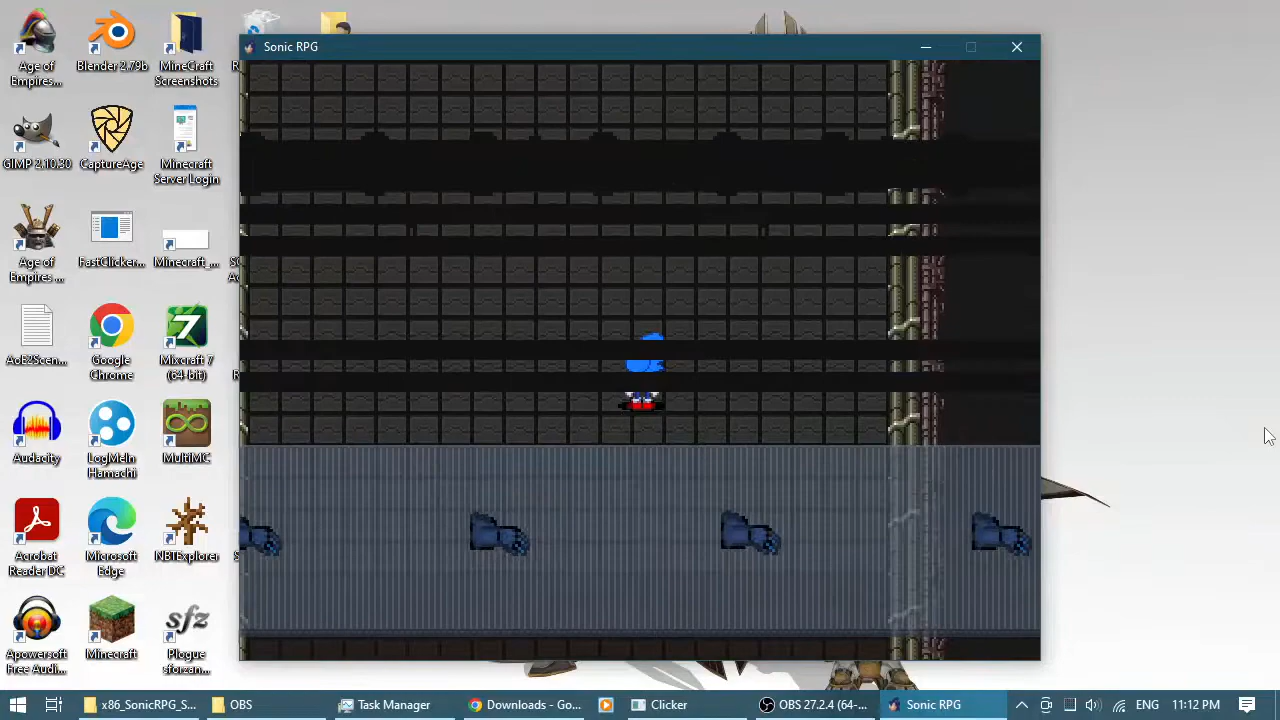 Sonic RPG
Age of
Empires...
Blender 2.79b
MineCraft
Screenshots
GIMP 2.10.30
CaptureAge
Minecraft
Server Login
Age of
Empires ...
FastClicker...
Minecraft_...
AoE2Scen...
Google
Chrome
Mixcraft 7
(64-bit)
Audacity
LogMeIn
Hamachi
MultiMC
Acrobat
Reader DC
Microsoft
Edge
NBTExplorer
Apowersoft
Free Audi...
Minecraft
sfz
Plogue
sforzan...
x86_SonicRPG_S...
OBS
Task Manager
Downloads - Go...
Clicker
OBS 27.2.4 (64-...
Sonic RPG
ENG
11:12 PM